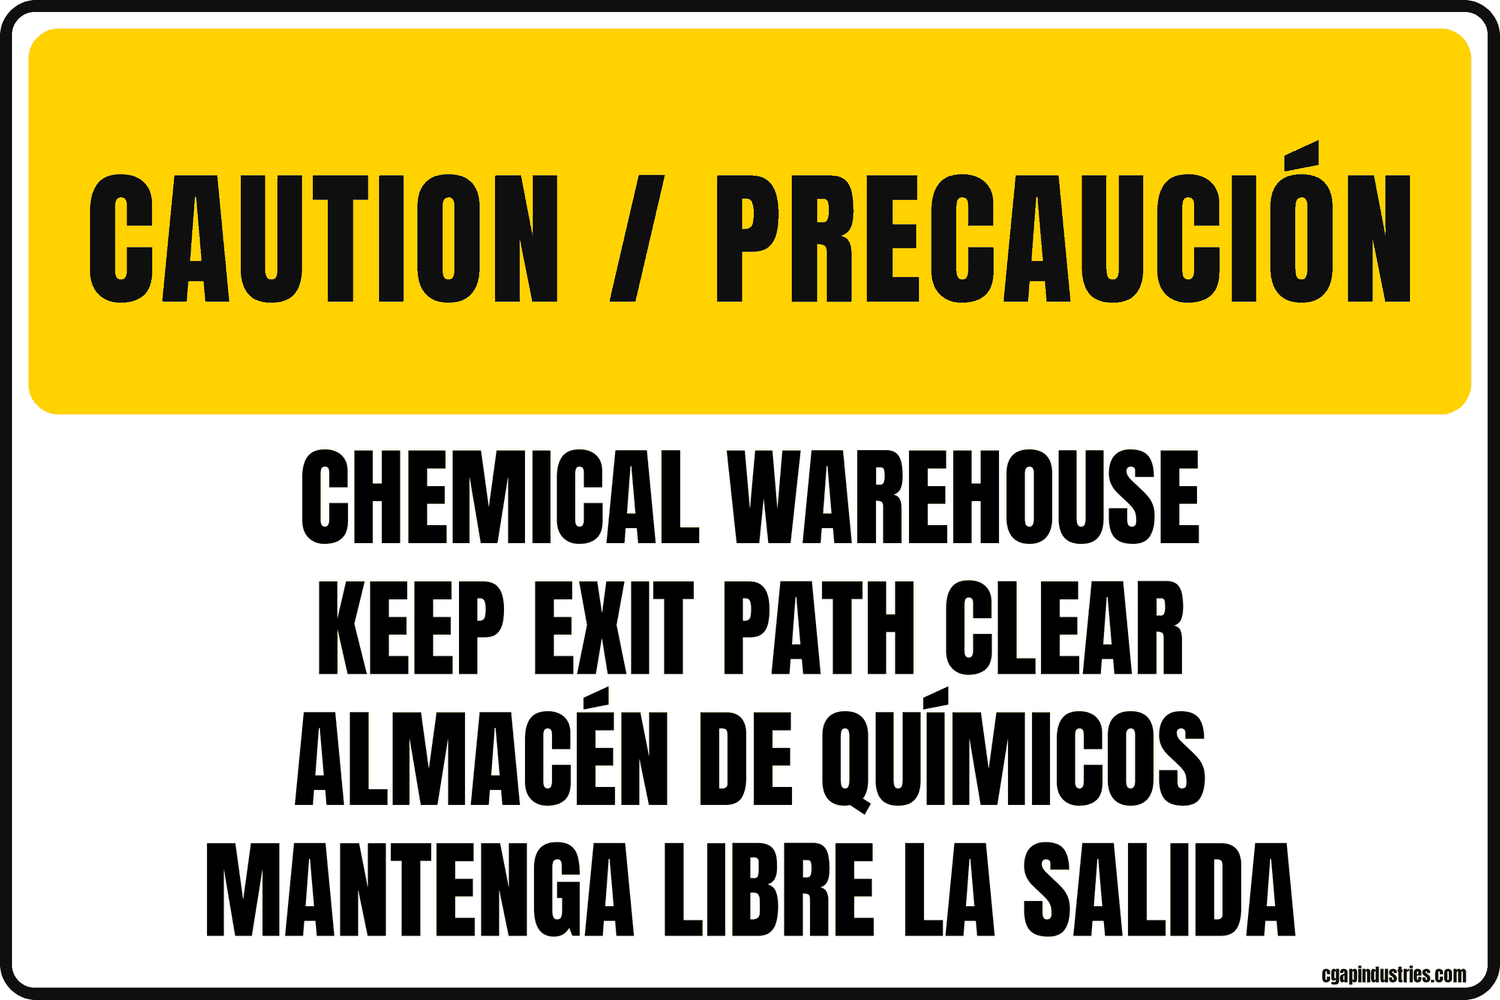 CAUTION / PRECAUCIÓN
CHEMICAL WAREHOUSE
KEEP EXIT PATH CLEAR
ALMACÉN DE QUÍMICOS
MANTENGA LIBRE LA SALIDA
cgapindustries.com